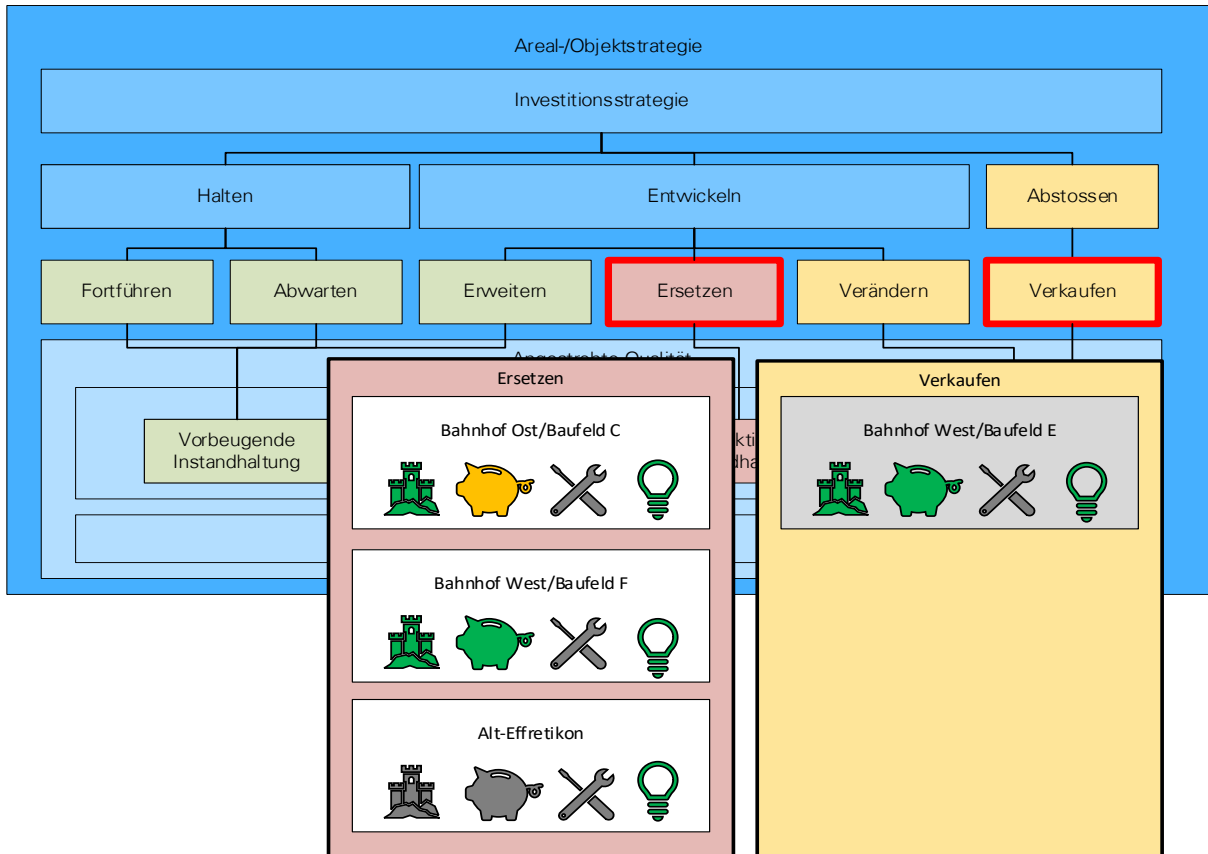 Areal-/Objektstrategie
Investitionsstrategie
Halten
Entwickeln
Abstossen
Fortführen
Abwarten
Erweitern
Ersetzen
Verändern
Verkaufen
Vorbeugende
Instandhaltung
Ersetzen
Bahnhof Ost/Baufeld C
Bahnhof West/Baufeld F
Alt-Effretikon
Verkaufen
Bahnhof West/Baufeld E